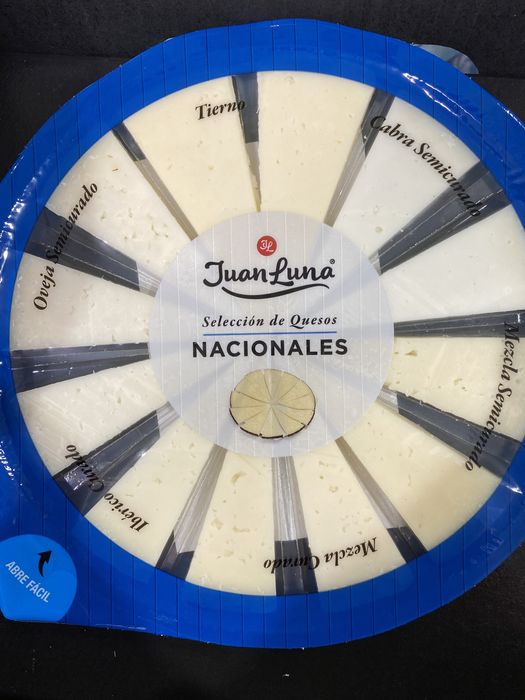 Tierno
Cabra Semicurado
Oveja Semicurado
JL
Juan Luna®
Selección de Quesos
NACIONALES
Mezcla Semicurado
Ibérico Curado
Mezcla Curado
ABRE FÁCIL